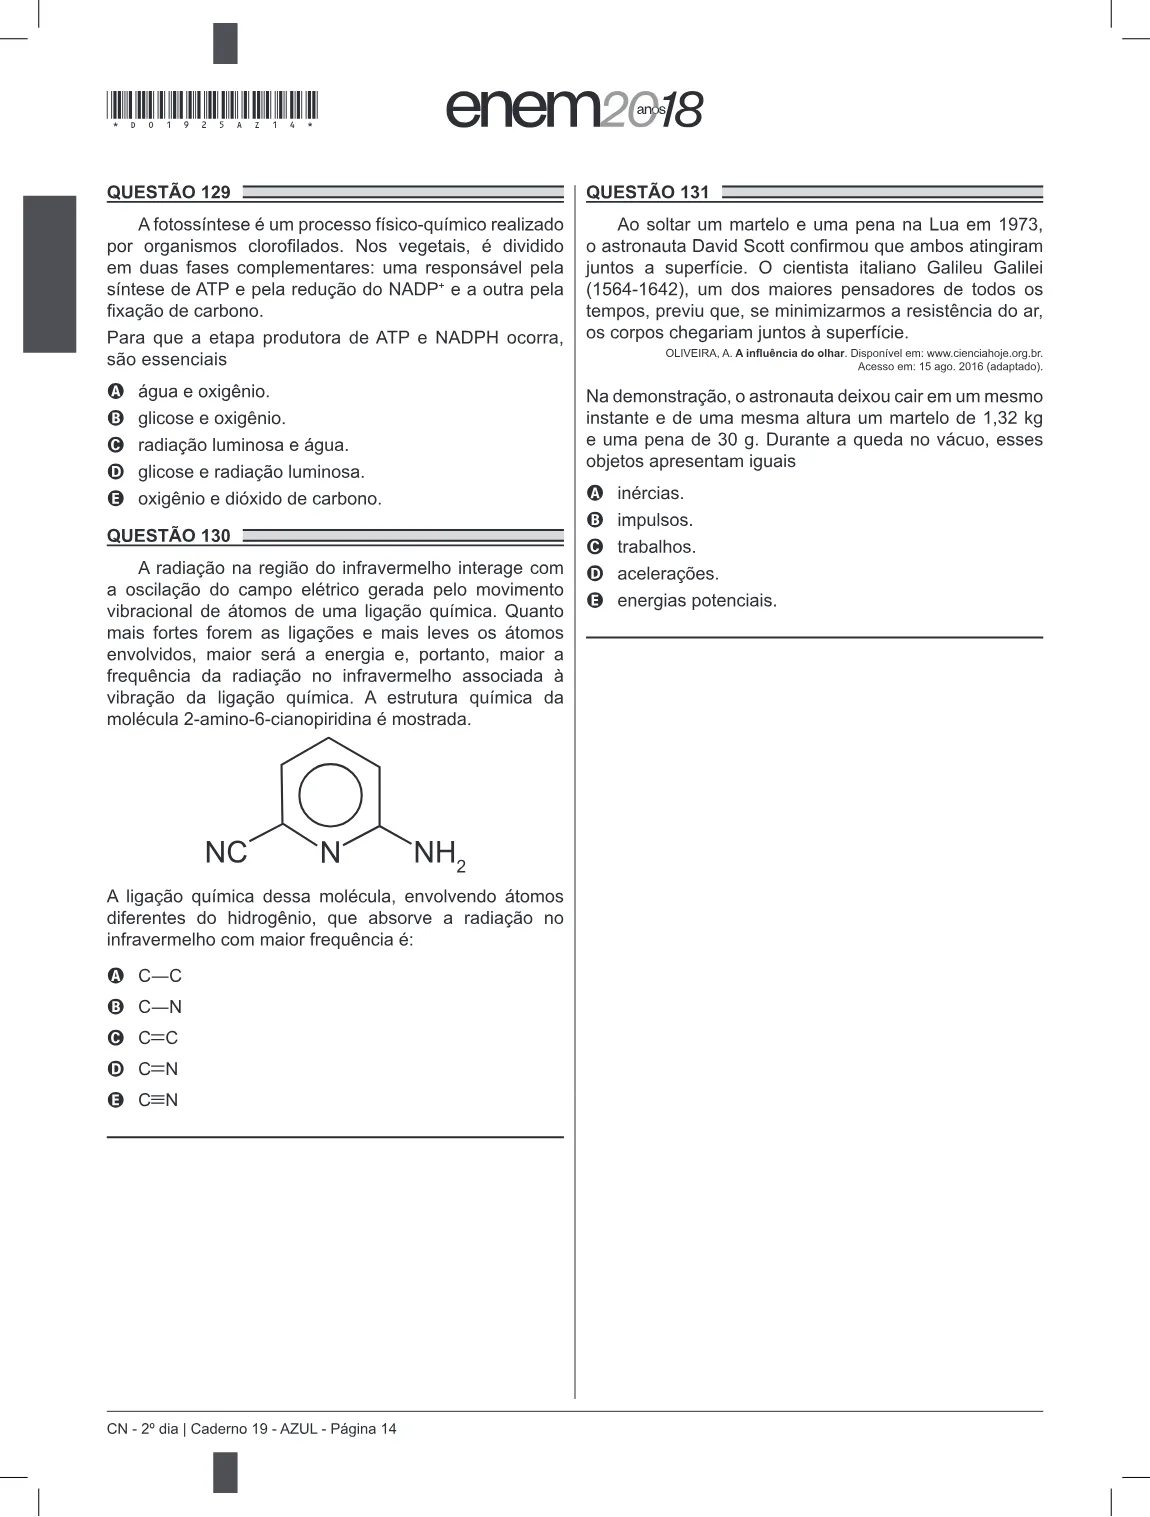 *DO1925AZ14*
enem2018
anos
QUESTÃO 129
A fotossíntese é um processo físico-químico realizado
por organismos clorofilados. Nos vegetais, é dividido
em duas fases complementares: uma responsável pela
síntese de ATP e pela redução do NADP⁺ e a outra pela
fixação de carbono.
Para que a etapa produtora de ATP e NADPH ocorra,
são essenciais
A água e oxigênio.
B glicose e oxigênio.
C radiação luminosa e água.
D glicose e radiação luminosa.
E oxigênio e dióxido de carbono.
QUESTÃO 130
A radiação na região do infravermelho interage com
a oscilação do campo elétrico gerada pelo movimento
vibracional de átomos de uma ligação química. Quanto
mais fortes forem as ligações e mais leves os átomos
envolvidos, maior será a energia e, portanto, maior a
frequência da radiação no infravermelho associada à
vibração da ligação química. A estrutura química da
molécula 2-amino-6-cianopiridina é mostrada.
NC N NH₂
A ligação química dessa molécula, envolvendo átomos
diferentes do hidrogênio, que absorve a radiação no
infravermelho com maior frequência é:
A C—C
B C—N
C C=C
D C=N
E C≡N
QUESTÃO 131
Ao soltar um martelo e uma pena na Lua em 1973,
o astronauta David Scott confirmou que ambos atingiram
juntos a superfície. O cientista italiano Galileu Galilei
(1564-1642), um dos maiores pensadores de todos os
tempos, previu que, se minimizarmos a resistência do ar,
os corpos chegariam juntos à superfície.
OLIVEIRA, A. A influência do olhar. Disponível em: www.cienciahoje.org.br.
Acesso em: 15 ago. 2016 (adaptado).
Na demonstração, o astronauta deixou cair em um mesmo
instante e de uma mesma altura um martelo de 1,32 kg
e uma pena de 30 g. Durante a queda no vácuo, esses
objetos apresentam iguais
A inércias.
B impulsos.
C trabalhos.
D acelerações.
E energias potenciais.
CN - 2º dia | Caderno 19 - AZUL - Página 14